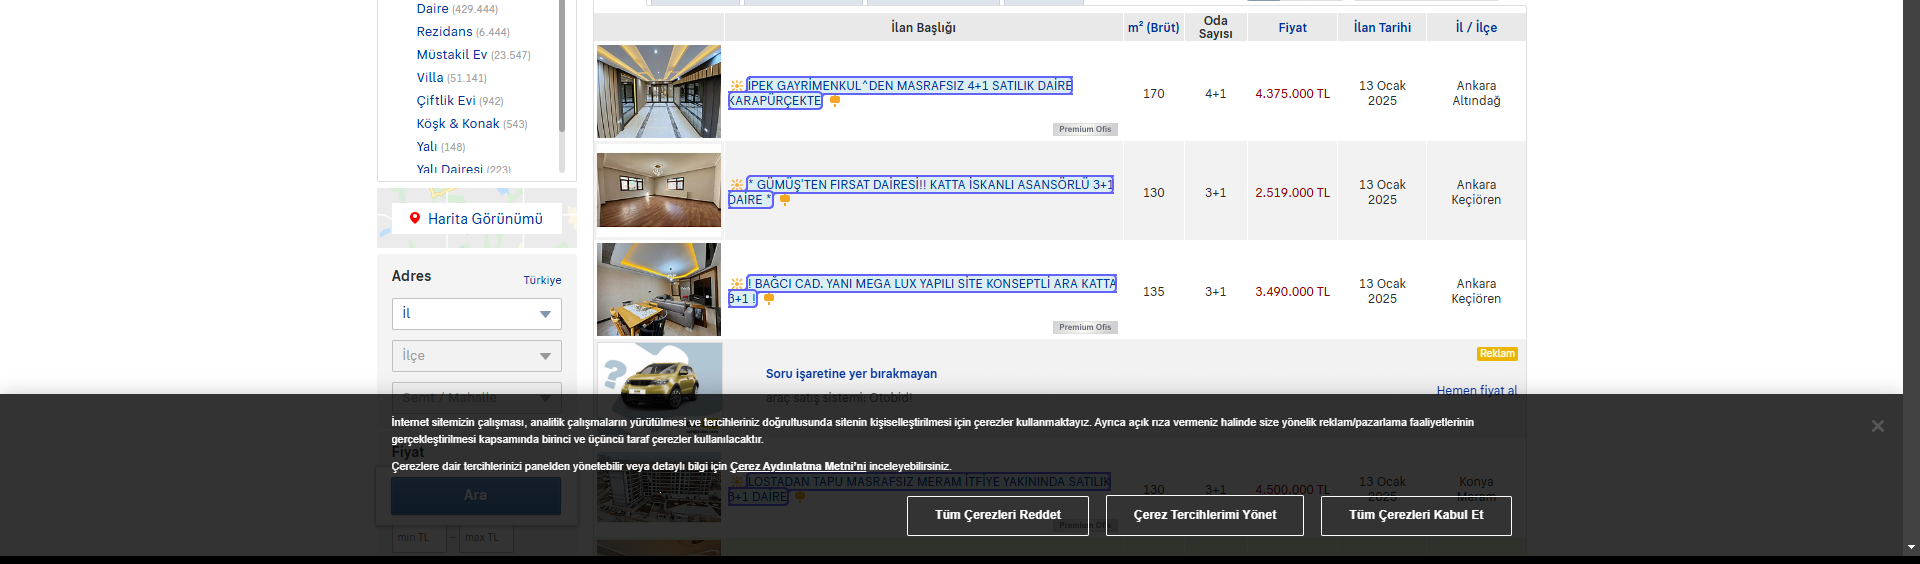 Daire (429.444)
Rezidans (6.444)
Müstakil Ev (23.547)
Villa (51.141)
Çiftlik Evi (942)
Köşk & Konak (543)
Yalı (148)
Yalı Dairesi (223)
Harita Görünümü
Adres
Türkiye
İl
İlçe
Semt / Mahalle
Fiyat
Ara
min TL – max TL
İlan Başlığı m² (Brüt) Oda Sayısı Fiyat İlan Tarihi İl / İlçe
İPEK GAYRİMENKUL^DEN MASRAFSIZ 4+1 SATILIK DAİRE
KARAPÜRÇEKTE
170 4+1 4.375.000 TL
13 Ocak
2025
Ankara
Altındağ
Premium Ofis
* GÜMÜŞ'TEN FIRSAT DAİRESİ!! KATTA İSKANLI ASANSÖRLÜ 3+1
DAİRE *
130 3+1 2.519.000 TL
13 Ocak
2025
Ankara
Keçiören
! BAĞCI CAD. YANI MEGA LUX YAPILI SİTE KONSEPTLİ ARA KATTA
3+1 !
135 3+1 3.490.000 TL
13 Ocak
2025
Ankara
Keçiören
Premium Ofis
Reklam
Soru işaretine yer bırakmayan
araç satış sistemi: Otobid!
Hemen fiyat al
LOSTADAN TAPU MASRAFSIZ MERAM İTFİYE YAKININDA SATILIK
3+1 DAİRE
130 3+1 4.500.000 TL
13 Ocak
2025
Konya
Meram
Premium Ofis
İnternet sitemizin çalışması, analitik çalışmaların yürütülmesi ve tercihleriniz doğrultusunda sitenin kişiselleştirilmesi için çerezler kullanmaktayız. Ayrıca açık rıza vermeniz halinde size yönelik reklam/pazarlama faaliyetlerinin
gerçekleştirilmesi kapsamında birinci ve üçüncü taraf çerezler kullanılacaktır.
Çerezlere dair tercihlerinizi panelden yönetebilir veya detaylı bilgi için Çerez Aydınlatma Metni'ni inceleyebilirsiniz.
Tüm Çerezleri Reddet
Çerez Tercihlerimi Yönet
Tüm Çerezleri Kabul Et